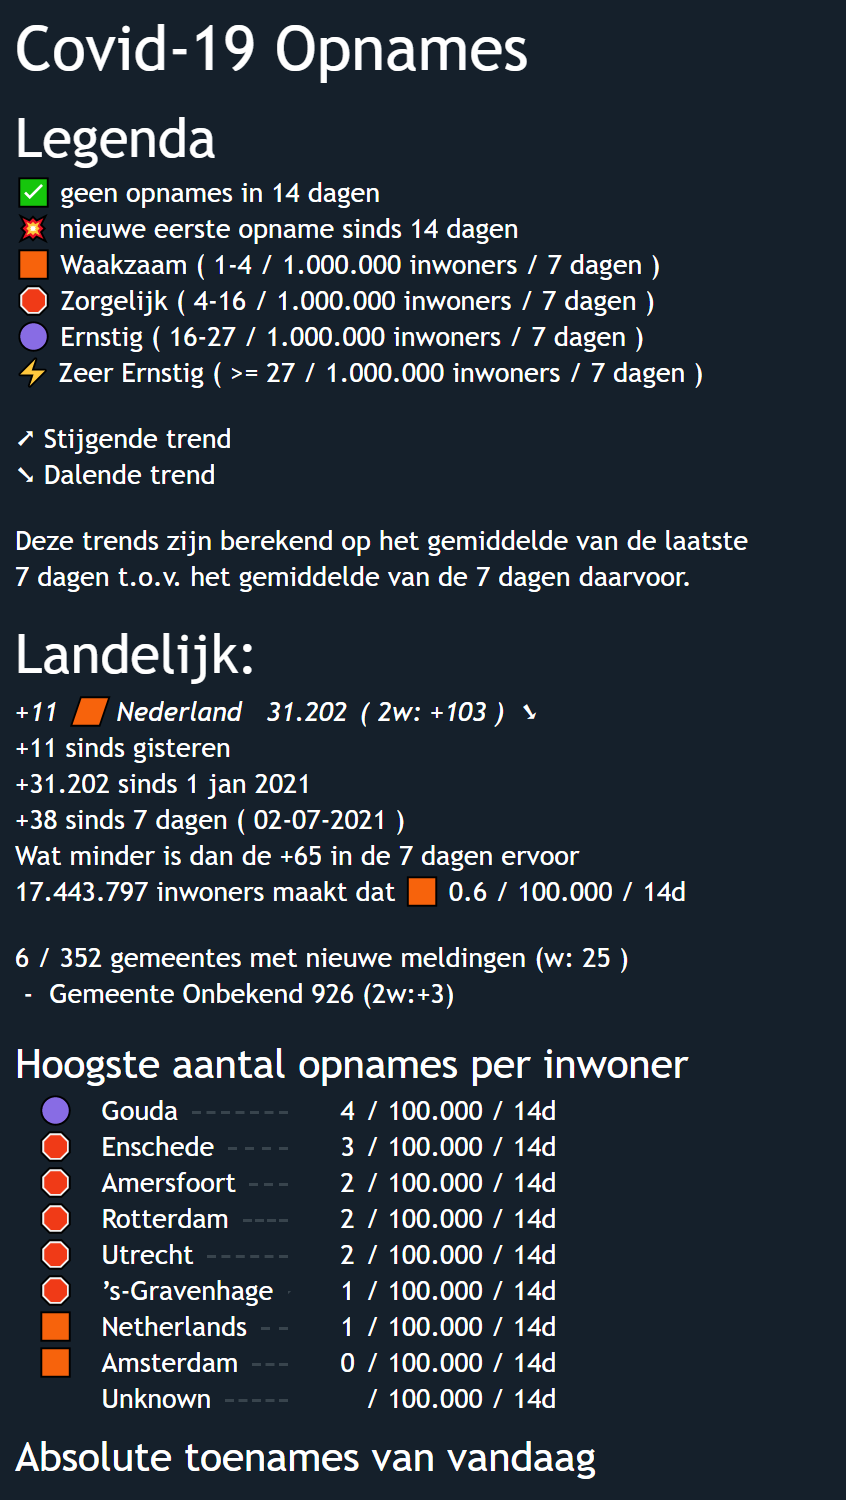 Covid-19 Opnames
Legenda
✅ geen opnames in 14 dagen
💥 nieuwe eerste opname sinds 14 dagen
🟧 Waakzaam ( 1-4 / 1.000.000 inwoners / 7 dagen )
🛑 Zorgelijk ( 4-16 / 1.000.000 inwoners / 7 dagen )
🟣 Ernstig ( 16-27 / 1.000.000 inwoners / 7 dagen )
⚡ Zeer Ernstig ( >= 27 / 1.000.000 inwoners / 7 dagen )
➚ Stijgende trend
➘ Dalende trend
Deze trends zijn berekend op het gemiddelde van de laatste
7 dagen t.o.v. het gemiddelde van de 7 dagen daarvoor.
Landelijk:
+11 🟧 Nederland 31.202 ( 2w: +103 ) ➘
+11 sinds gisteren
+31.202 sinds 1 jan 2021
+38 sinds 7 dagen ( 02-07-2021 )
Wat minder is dan de +65 in de 7 dagen ervoor
17.443.797 inwoners maakt dat 🟧 0.6 / 100.000 / 14d
6 / 352 gemeentes met nieuwe meldingen (w: 25 )
- Gemeente Onbekend 926 (2w:+3)
Hoogste aantal opnames per inwoner
🟣 Gouda ------- 4 / 100.000 / 14d
🛑 Enschede ---- 3 / 100.000 / 14d
🛑 Amersfoort --- 2 / 100.000 / 14d
🛑 Rotterdam ---- 2 / 100.000 / 14d
🛑 Utrecht ------ 2 / 100.000 / 14d
🛑 ’s-Gravenhage - 1 / 100.000 / 14d
🟧 Netherlands -- 1 / 100.000 / 14d
🟧 Amsterdam --- 0 / 100.000 / 14d
Unknown ----- / 100.000 / 14d
Absolute toenames van vandaag